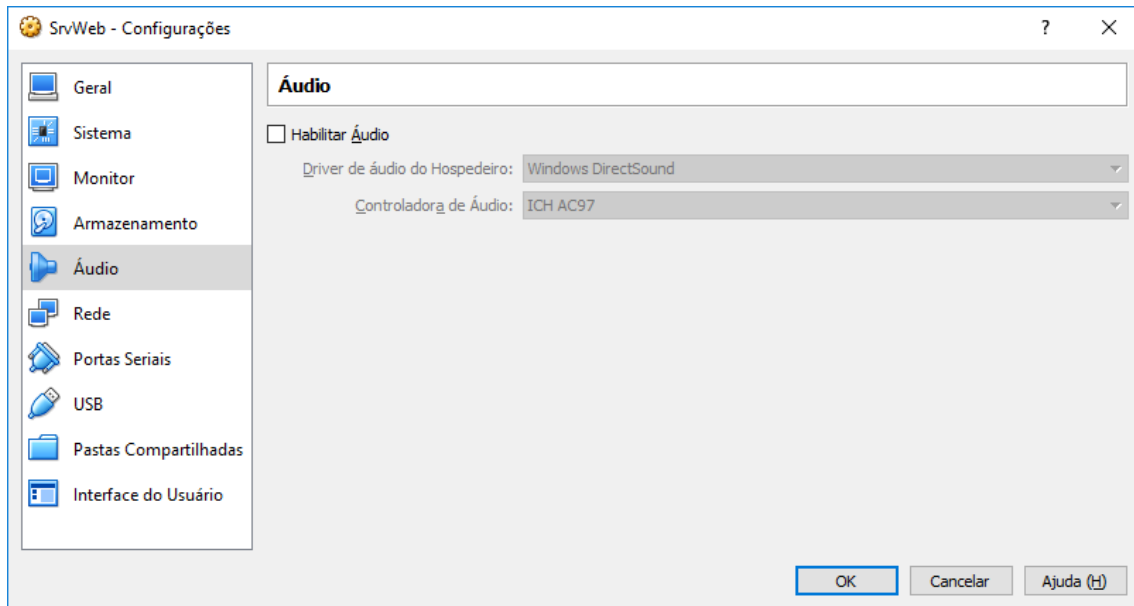 SrvWeb - Configurações
?
Geral
Sistema
Monitor
Armazenamento
Áudio
Rede
Portas Seriais
USB
Pastas Compartilhadas
Interface do Usuário
Áudio
Habilitar Áudio
Driver de áudio do Hospedeiro: Windows DirectSound
Controladora de Áudio: ICH AC97
OK Cancelar Ajuda (H)